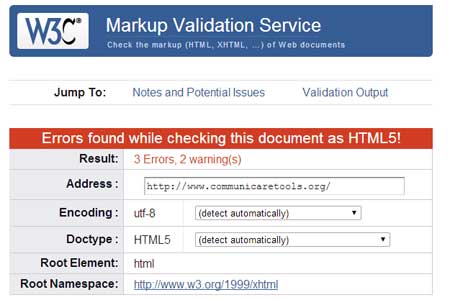 W3C® Markup Validation Service
Check the markup (HTML, XHTML, …) of Web documents
Jump To: Notes and Potential Issues Validation Output
Errors found while checking this document as HTML5!
Result: 3 Errors, 2 warning(s)
Address : http://www.communicaretools.org/
Encoding : utf-8 (detect automatically)
Doctype : HTML5 (detect automatically)
Root Element: html
Root Namespace: http://www.w3.org/1999/xhtml